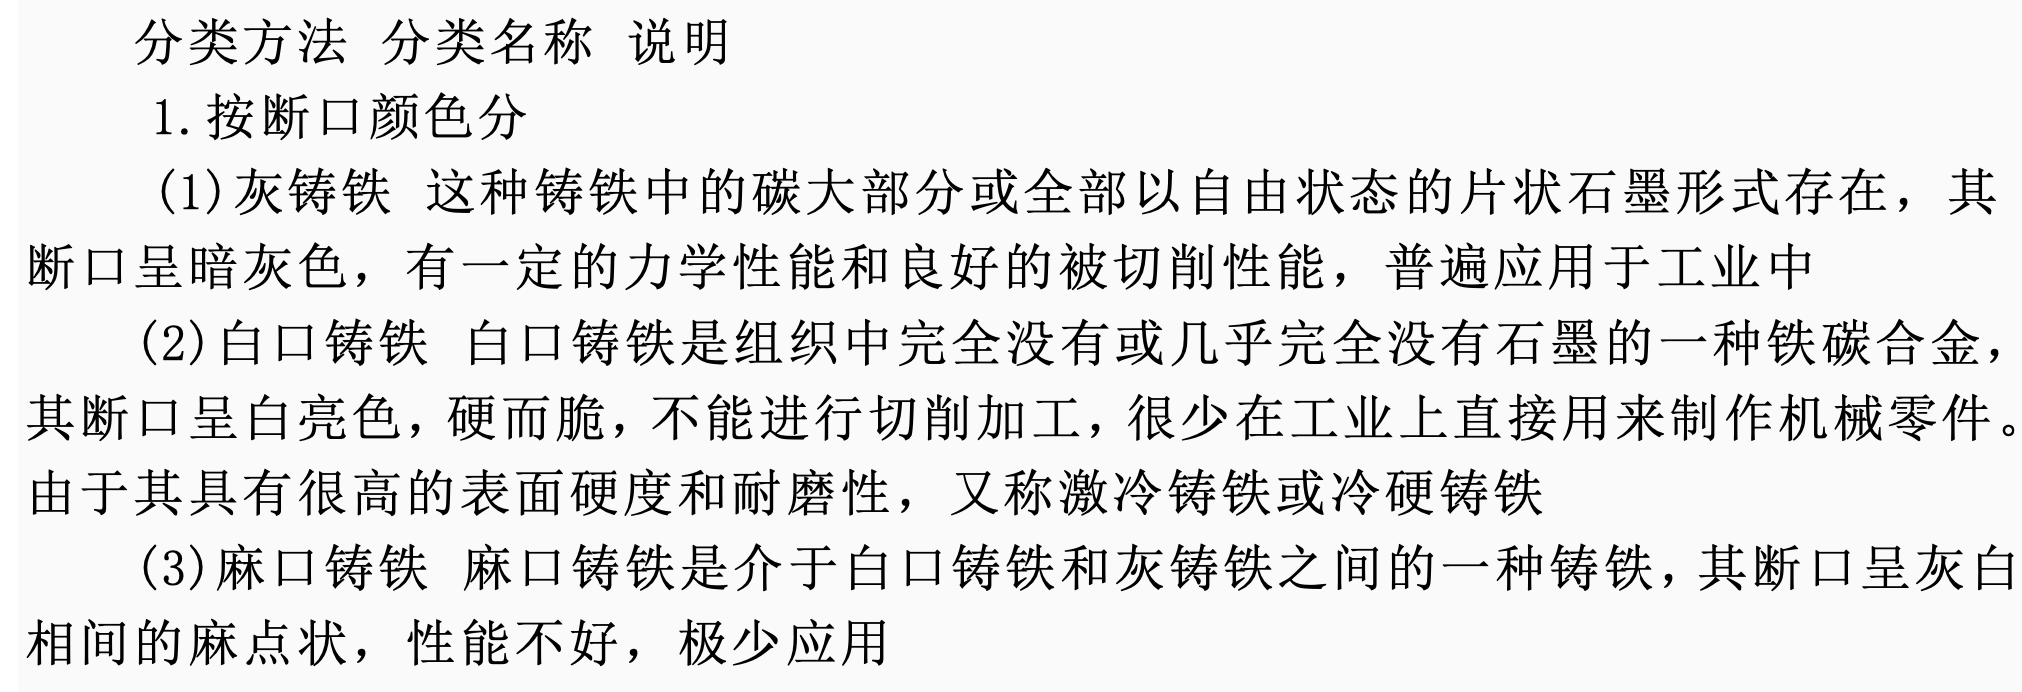 分类方法 分类名称 说明
1.按断口颜色分
(1)灰铸铁 这种铸铁中的碳大部分或全部以自由状态的片状石墨形式存在，其
断口呈暗灰色，有一定的力学性能和良好的被切削性能，普遍应用于工业中
(2)白口铸铁 白口铸铁是组织中完全没有或几乎完全没有石墨的一种铁碳合金，
其断口呈白亮色，硬而脆，不能进行切削加工，很少在工业上直接用来制作机械零件。
由于其具有很高的表面硬度和耐磨性，又称激冷铸铁或冷硬铸铁
(3)麻口铸铁 麻口铸铁是介于白口铸铁和灰铸铁之间的一种铸铁，其断口呈灰白
相间的麻点状，性能不好，极少应用